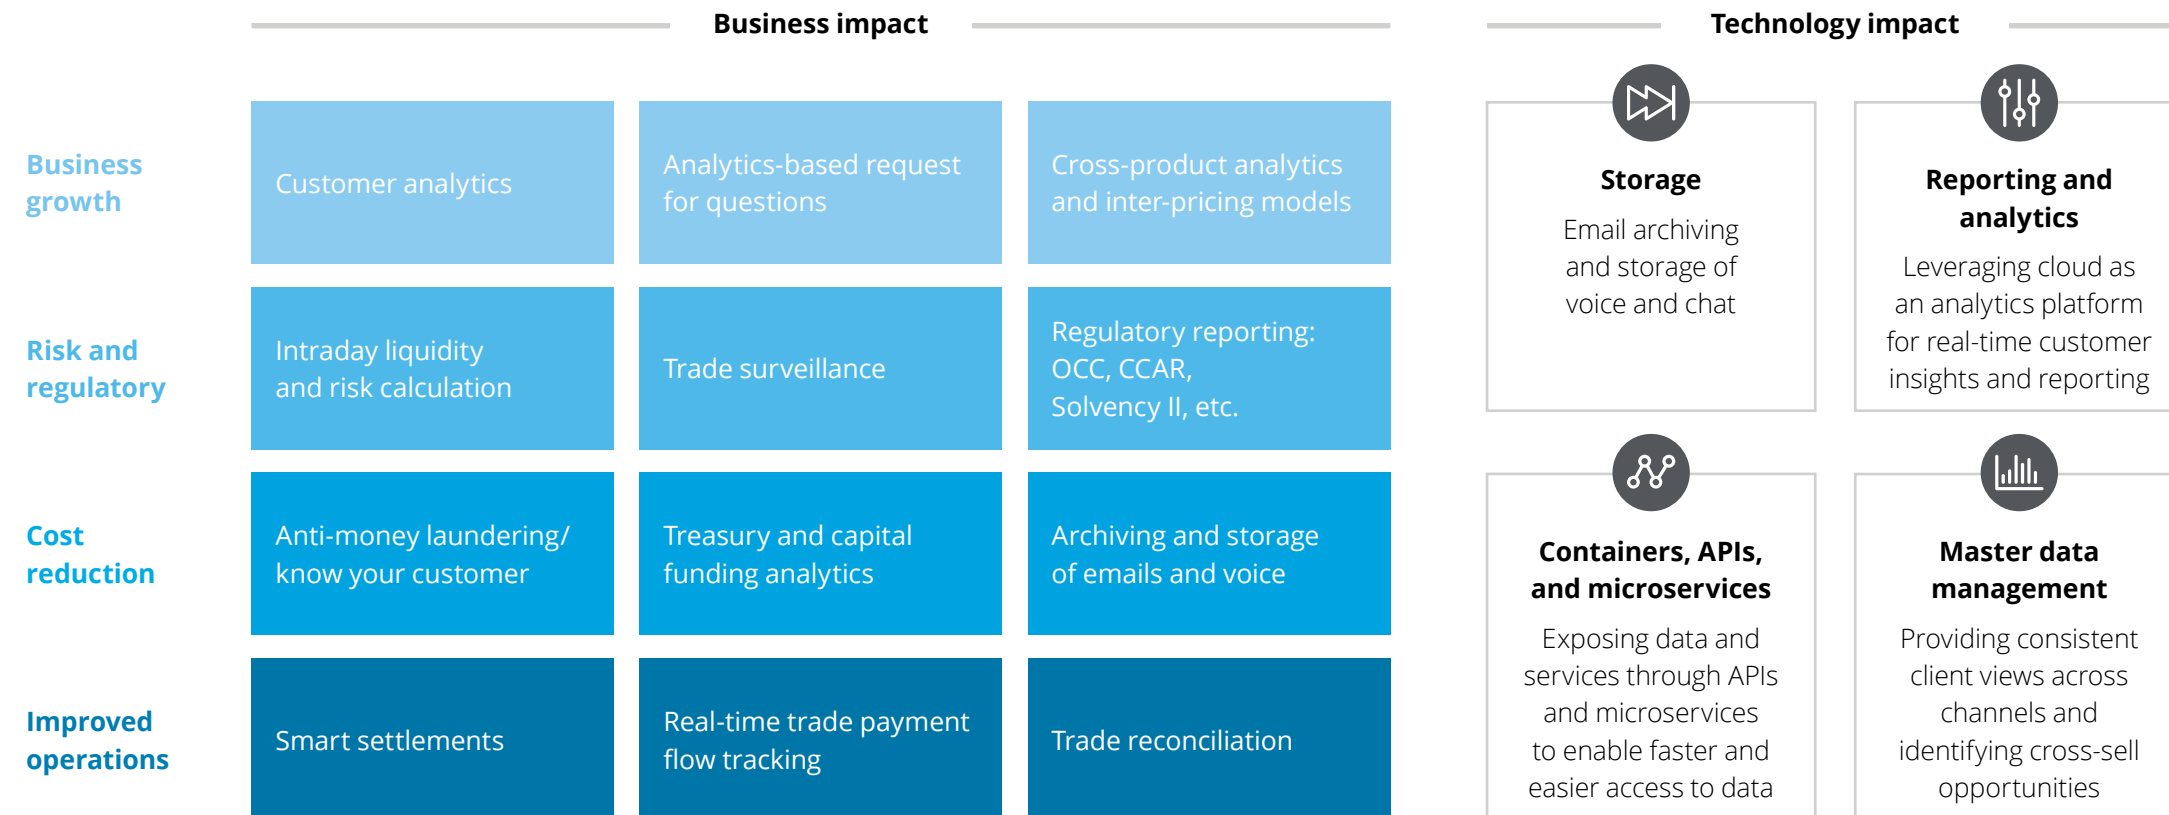 Business impact
Business
growth
Customer analytics
Analytics-based request
for questions
Cross-product analytics
and inter-pricing models
Risk and
regulatory
Intraday liquidity
and risk calculation
Trade surveillance
Regulatory reporting:
OCC, CCAR,
Solvency II, etc.
Cost
reduction
Anti-money laundering/
know your customer
Treasury and capital
funding analytics
Archiving and storage
of emails and voice
Improved
operations
Smart settlements
Real-time trade payment
flow tracking
Trade reconciliation
Technology impact
Storage
Email archiving
and storage of
voice and chat
Reporting and
analytics
Leveraging cloud as
an analytics platform
for real-time customer
insights and reporting
Containers, APIs,
and microservices
Exposing data and
services through APIs
and microservices
to enable faster and
easier access to data
Master data
management
Providing consistent
client views across
channels and
identifying cross-sell
opportunities